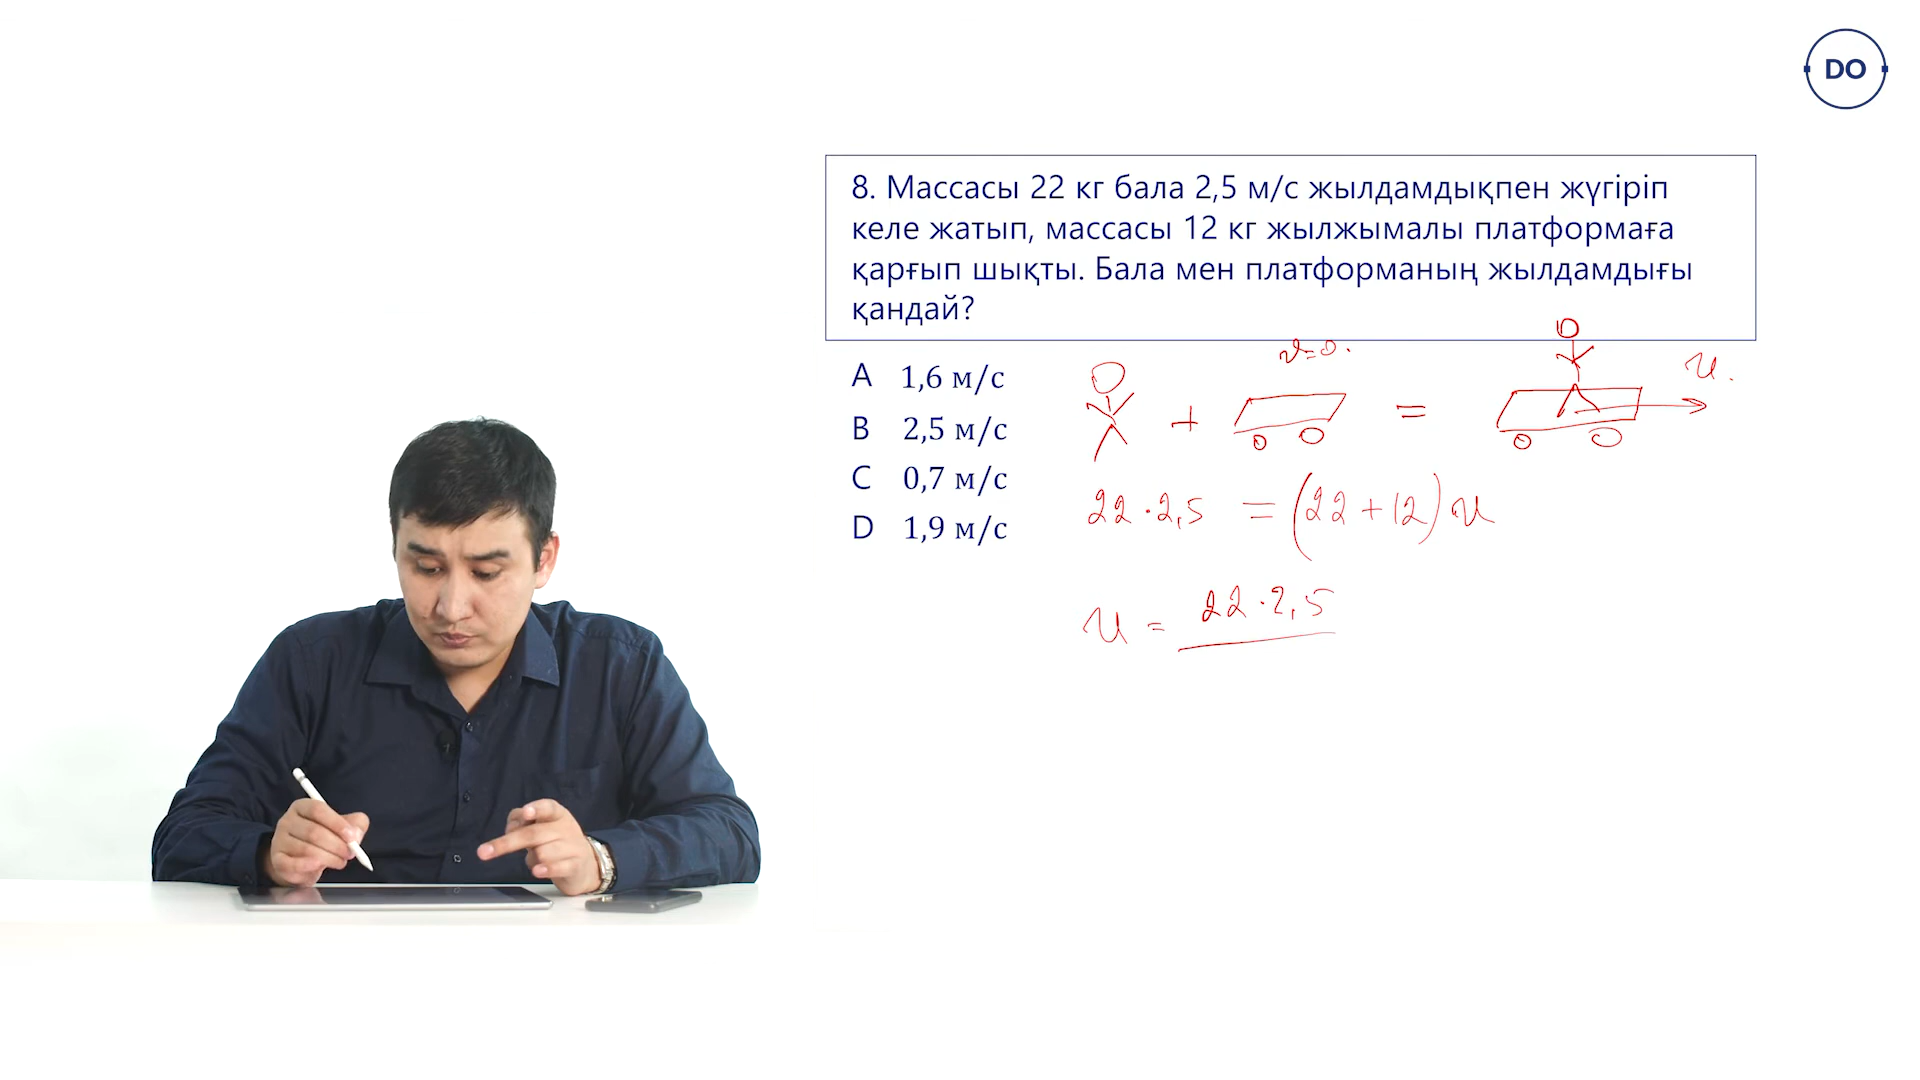 DO
8. Массасы 22 кг бала 2,5 м/с жылдамдықпен жүгіріп
келе жатып, массасы 12 кг жылжымалы платформаға
қарғып шықты. Бала мен платформаның жылдамдығы
қандай?
A 1,6 м/с
B 2,5 м/с
C 0,7 м/с
D 1,9 м/с
v=0.
+ = u.
22·2,5 = (22+12)u
u = 22·2,5